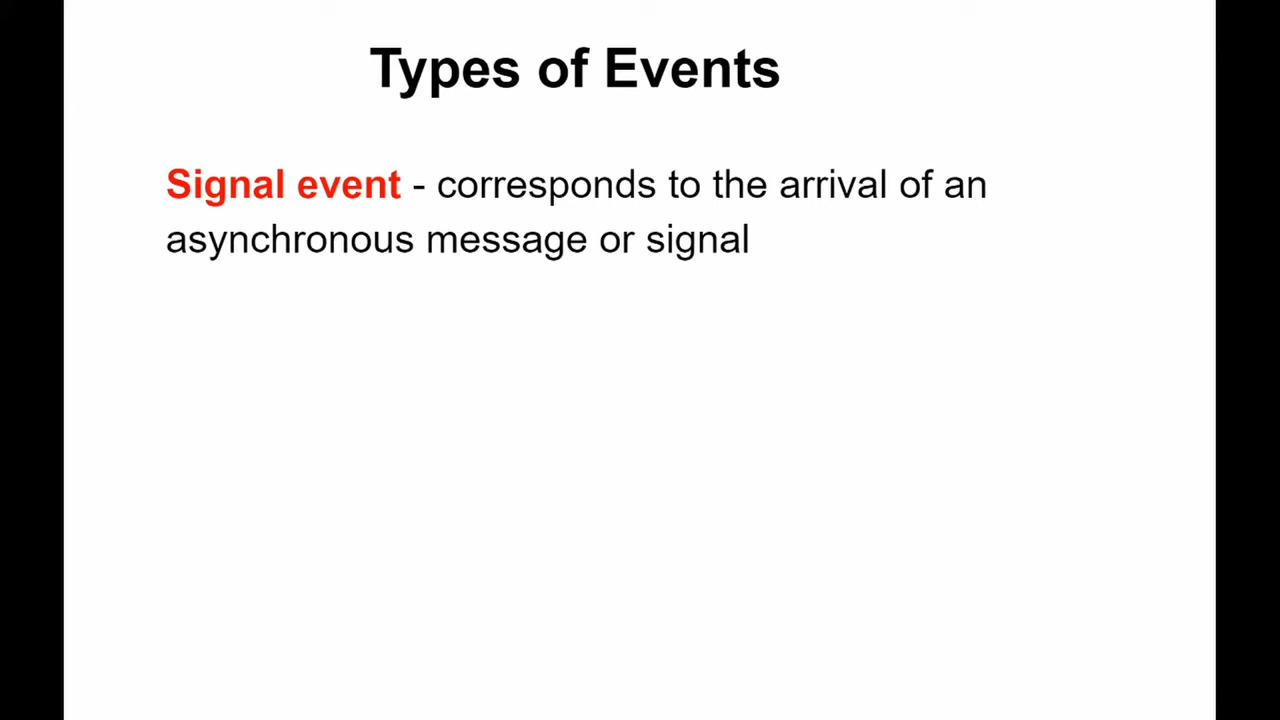 Types of Events
Signal event - corresponds to the arrival of an
asynchronous message or signal